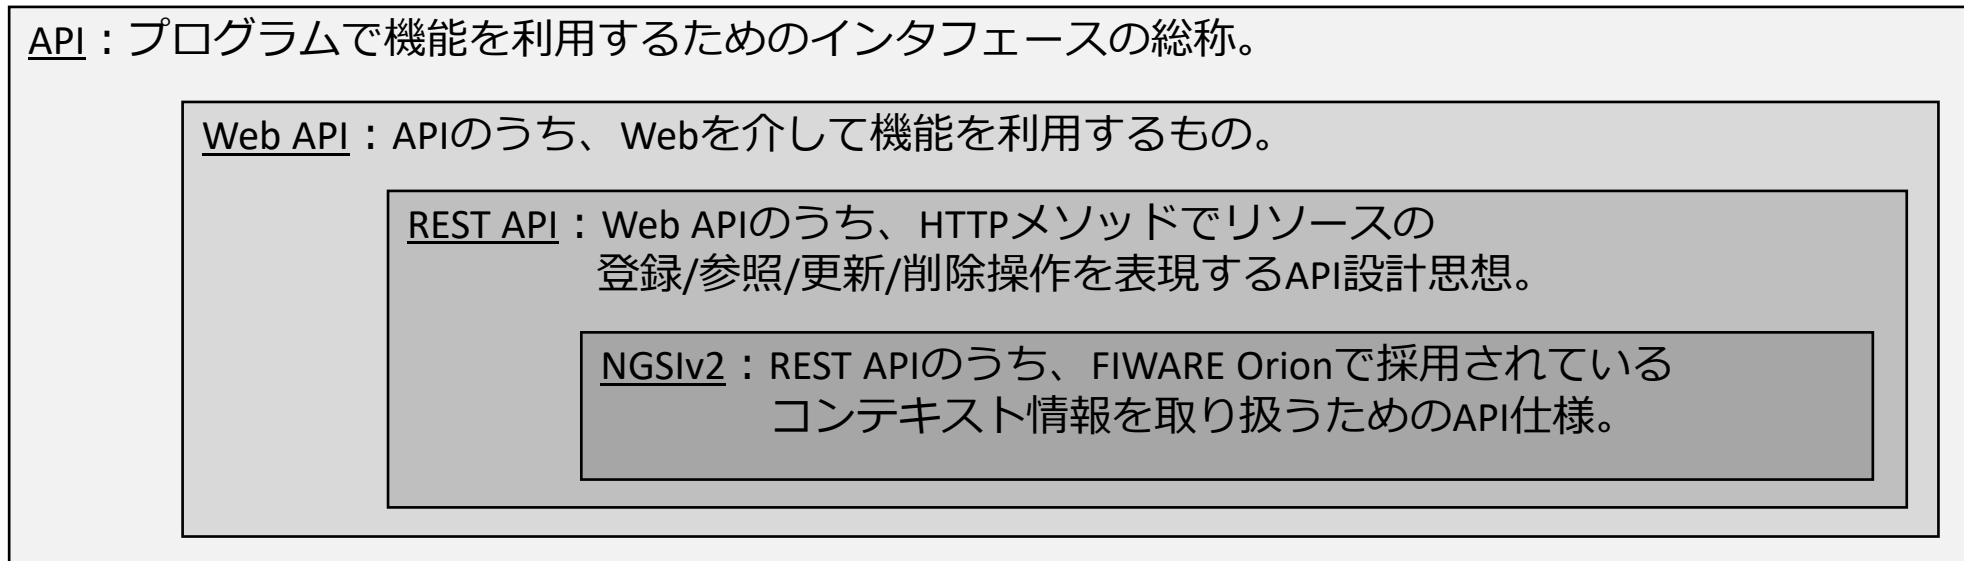 API：プログラムで機能を利用するためのインタフェースの総称。
Web API：APIのうち、Webを介して機能を利用するもの。
REST API：Web APIのうち、HTTPメソッドでリソースの
登録/参照/更新/削除操作を表現するAPI設計思想。
NGSIv2：REST APIのうち、FIWARE Orionで採用されている
コンテキスト情報を取り扱うためのAPI仕様。